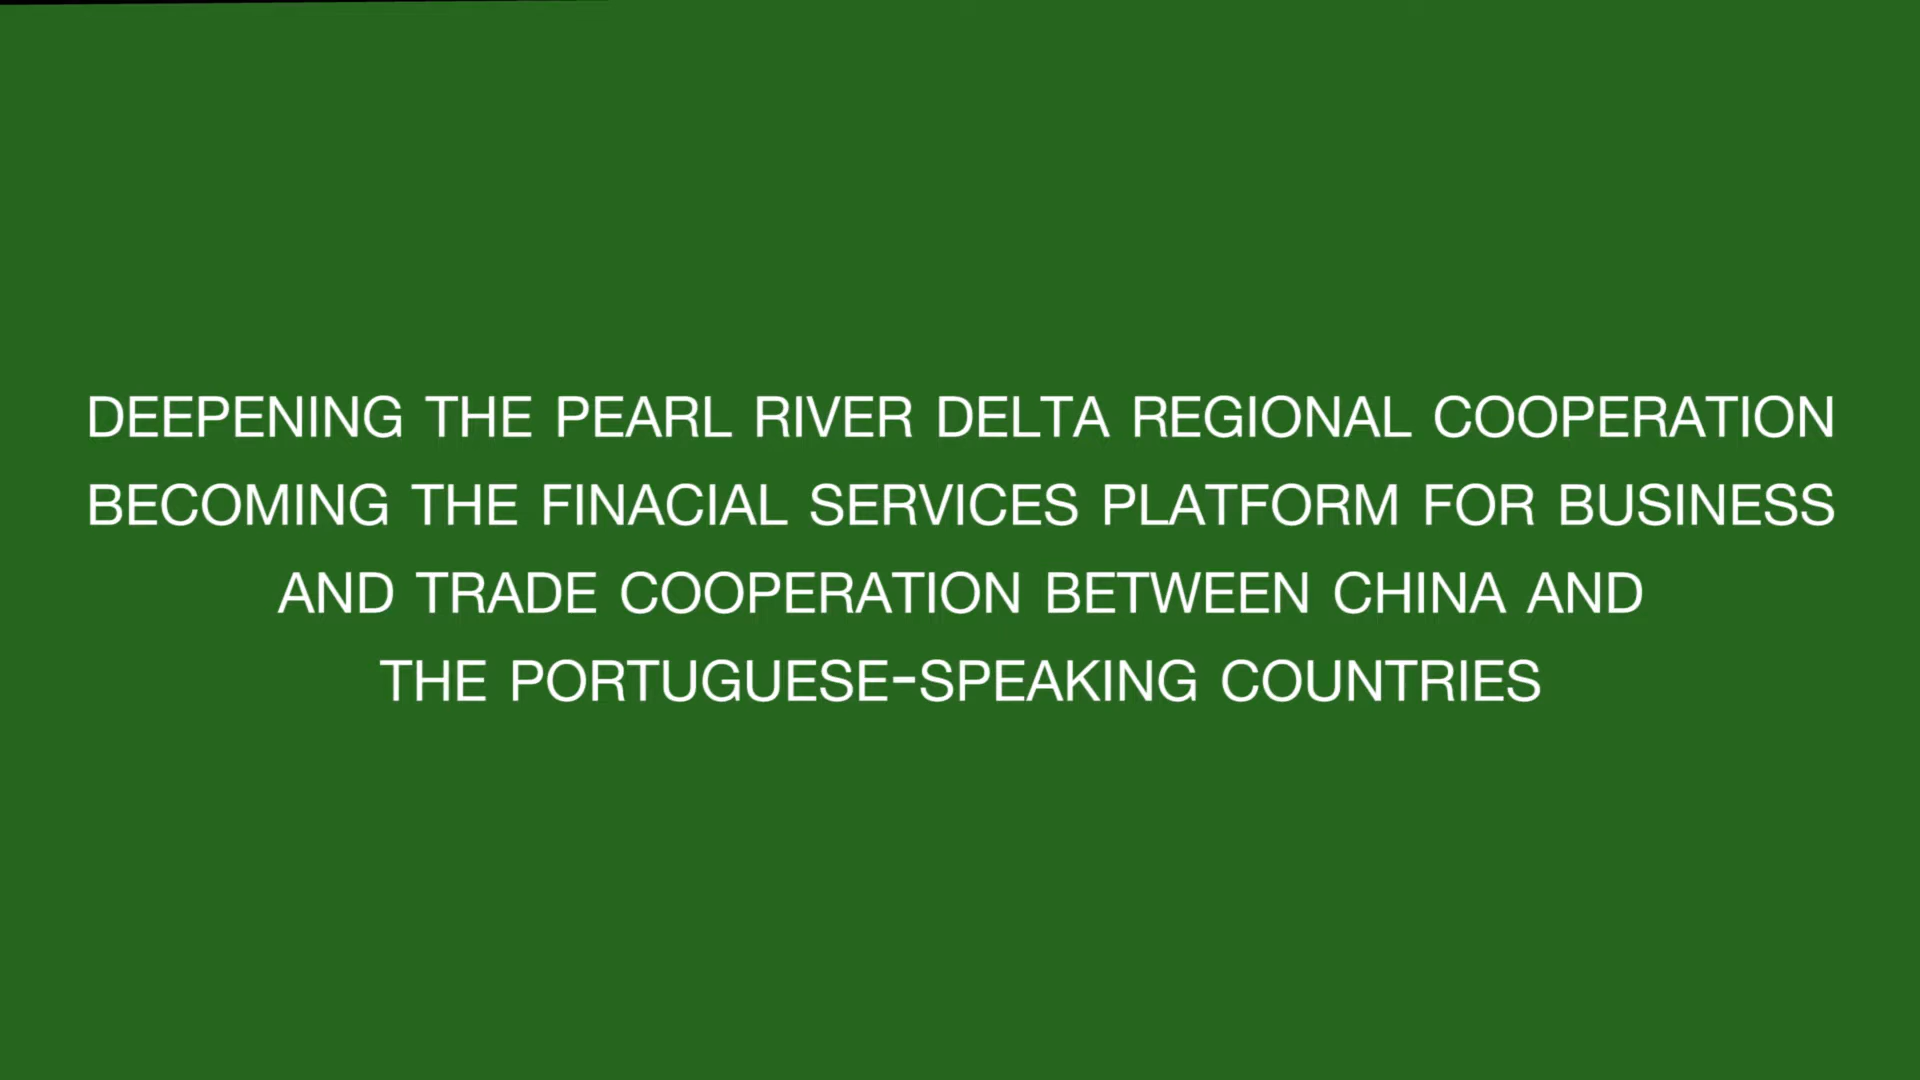 DEEPENING THE PEARL RIVER DELTA REGIONAL COOPERATION
BECOMING THE FINACIAL SERVICES PLATFORM FOR BUSINESS
AND TRADE COOPERATION BETWEEN CHINA AND
THE PORTUGUESE-SPEAKING COUNTRIES